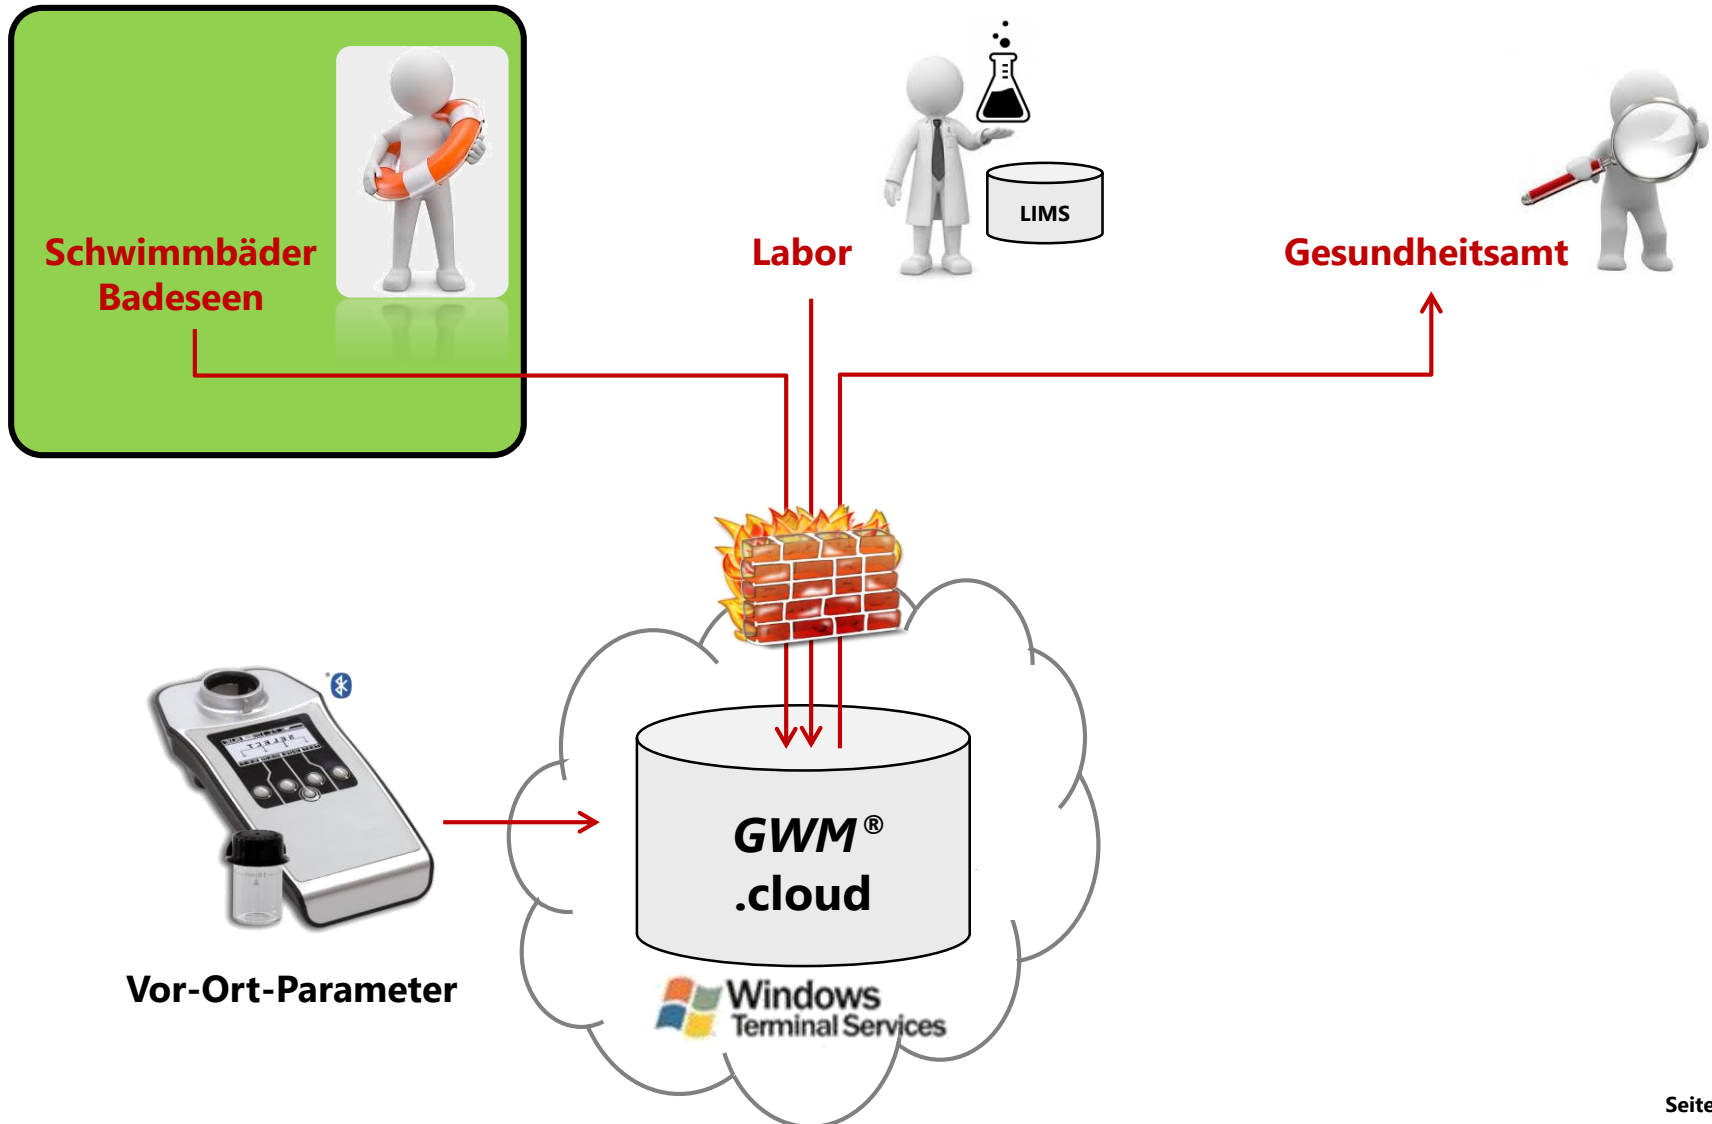 LIMS
Schwimmbäder
Badeseen
Labor
Gesundheitsamt
GWM®
.cloud
Vor-Ort-Parameter
Windows
Terminal Services
Seite